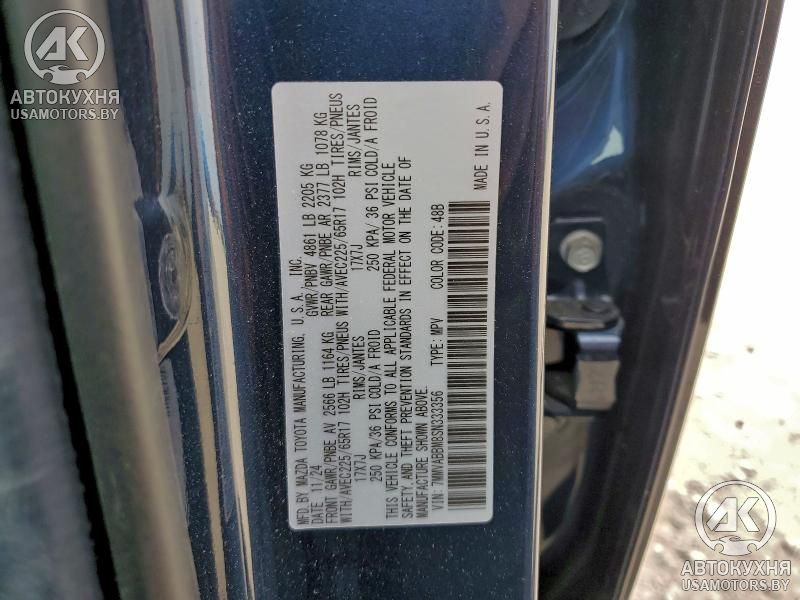 AK
АВТОКУХНЯ
USAMOTORS.BY
MFD. BY MAZDA TOYOTA MANUFACTURING, U.S.A. INC.
DATE 11/24 GVWR/PNBV 4861 LB 2205 KG
FRONT GAWR/PNBE AV 2566 LB 1164 KG REAR GAWR/PNBE AR 2377 LB 1078 KG
WITH/AVEC225/65R17 102H TIRES/PNEUS WITH/AVEC225/65R17 102H TIRES/PNEUS
17X7J RIMS/JANTES 17X7J RIMS/JANTES
250 KPA/36 PSI COLD/A FROID 250 KPA/36 PSI COLD/A FROID
THIS VEHICLE CONFORMS TO ALL APPLICABLE FEDERAL MOTOR VEHICLE
SAFETY, AND THEFT PREVENTION STANDARDS IN EFFECT ON THE DATE OF
MANUFACTURE SHOWN ABOVE.
VIN: 7MMVABBM8SN333356 TYPE: MPV COLOR CODE: 48B
MADE IN U.S.A.
AK
АВТОКУХНЯ
USAMOTORS.BY